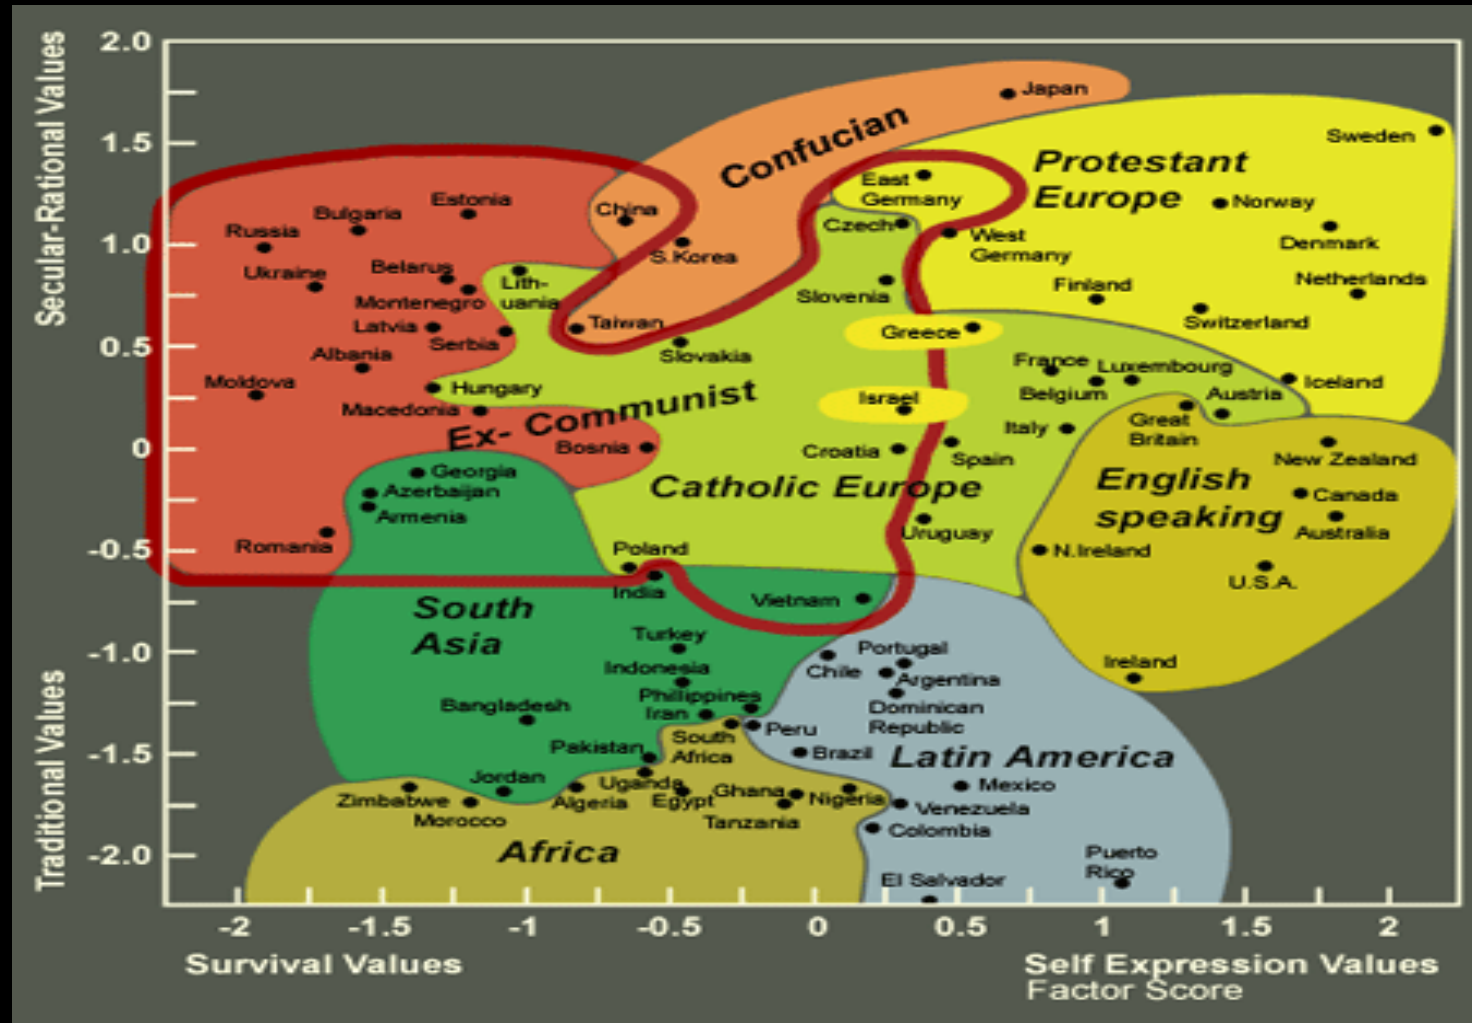 Secular-Rational Values
Traditional Values
2.0
1.5
1.0
0.5
0
-0.5
-1.0
-1.5
-2.0
Japan
Confucian
Sweden
Protestant
Europe
East
Germany
Norway
Estonia
Bulgaria
China
Russia
Czech
West
Germany
Denmark
S.Korea
Ukraine
Belarus
Lith-
uania
Montenegro
Slovenia
Finland
Netherlands
Latvia
Serbia
Taiwan
Switzerland
Greece
Albania
Slovakia
France
Luxembourg
Moldova
Hungary
Belgium
Iceland
Austria
Macedonia
Israel
Ex- Communist
Great
Britain
Italy
Bosnia
Croatia
Spain
New Zealand
Georgia
Catholic Europe
English
speaking
Azerbaijan
Armenia
Canada
Australia
Uruguay
Romania
Poland
N.Ireland
India
U.S.A.
South
Asia
Vietnam
Turkey
Portugal
Indonesia
Chile
Ireland
Argentina
Phillippines
Bangladesh
Iran
Dominican
Republic
South
Africa
Peru
Pakistan
Brazil
Latin America
Jordan
Uganda
Mexico
Zimbabwe
Algeria
Egypt
Ghana
Nigeria
Venezuela
Morocco
Tanzania
Colombia
Africa
Puerto
Rico
El Salvador
-2
-1.5
-1
-0.5
0
0.5
1
1.5
2
Survival Values
Self Expression Values
Factor Score